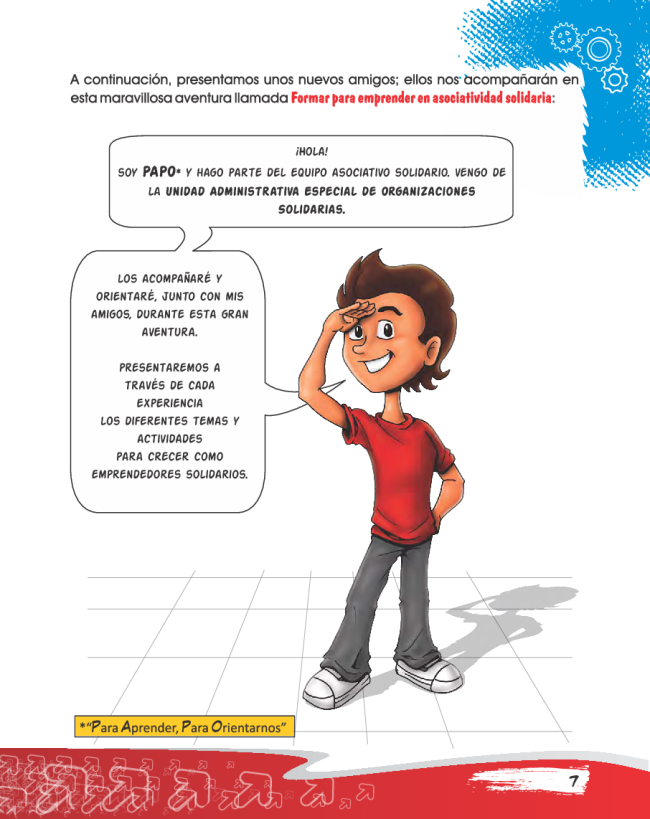 A continuación, presentamos unos nuevos amigos; ellos nos acompañarán en
esta maravillosa aventura llamada Formar para emprender en asociatividad solidaria:
¡HOLA!
SOY PAPO* Y HAGO PARTE DEL EQUIPO ASOCIATIVO SOLIDARIO. VENGO DE
LA UNIDAD ADMINISTRATIVA ESPECIAL DE ORGANIZACIONES
SOLIDARIAS.
LOS ACOMPAÑARÉ Y
ORIENTARÉ, JUNTO CON MIS
AMIGOS, DURANTE ESTA GRAN
AVENTURA.
PRESENTAREMOS A
TRAVÉS DE CADA
EXPERIENCIA
LOS DIFERENTES TEMAS Y
ACTIVIDADES
PARA CRECER COMO
EMPRENDEDORES SOLIDARIOS.
*“Para Aprender, Para Orientarnos”
7